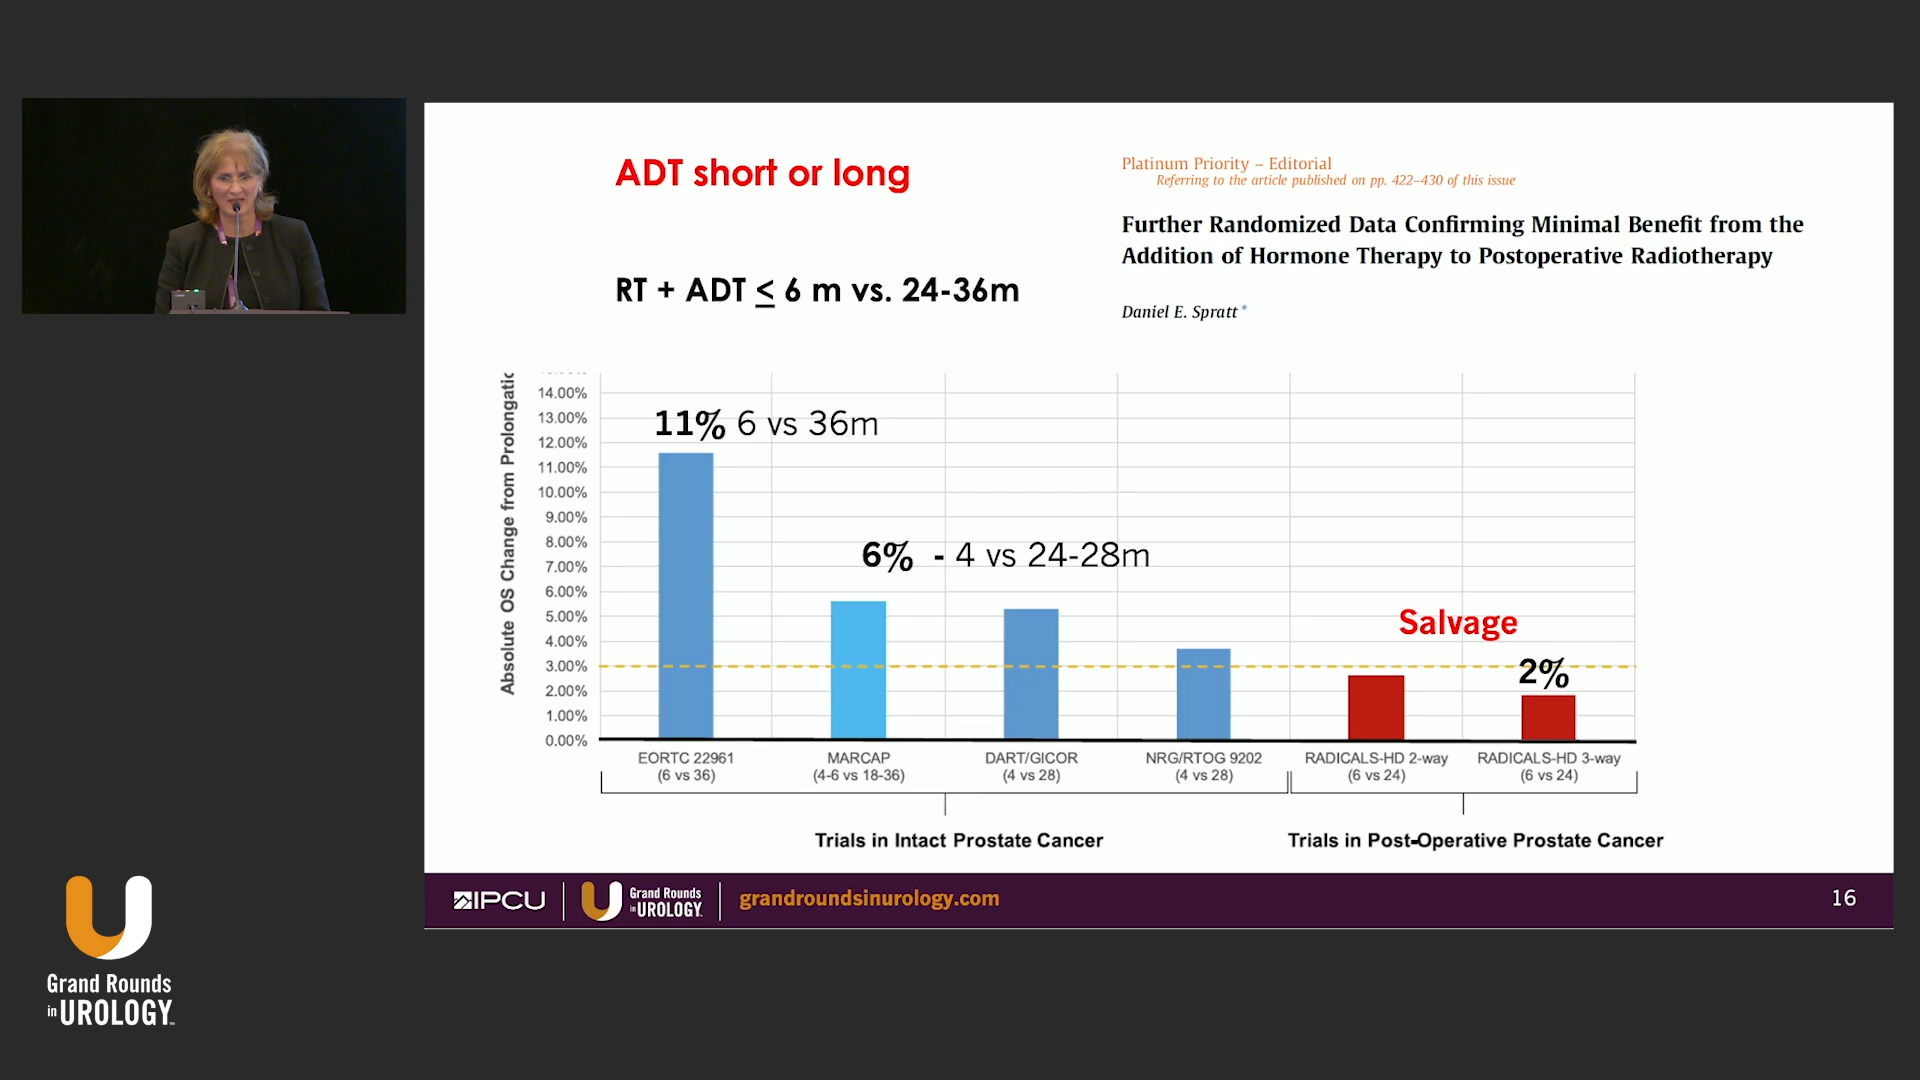 ADT short or long
RT + ADT ≤ 6 m vs. 24-36m
Platinum Priority – Editorial
Referring to the article published on pp. 422–430 of this issue
Further Randomized Data Confirming Minimal Benefit from the
Addition of Hormone Therapy to Postoperative Radiotherapy
Daniel E. Spratt *
Absolute OS Change from Prolongatic
14.00%
13.00%
12.00%
11.00%
10.00%
9.00%
8.00%
7.00%
6.00%
5.00%
4.00%
3.00%
2.00%
1.00%
0.00%
11% 6 vs 36m
6% - 4 vs 24-28m
Salvage
2%
EORTC 22961
(6 vs 36)
MARCAP
(4-6 vs 18-36)
DART/GICOR
(4 vs 28)
NRG/RTOG 9202
(4 vs 28)
RADICALS-HD 2-way
(6 vs 24)
RADICALS-HD 3-way
(6 vs 24)
Trials in Intact Prostate Cancer
Trials in Post-Operative Prostate Cancer
IPCU
Grand Rounds
in UROLOGY
grandroundsinurology.com
16
Grand Rounds
in UROLOGY